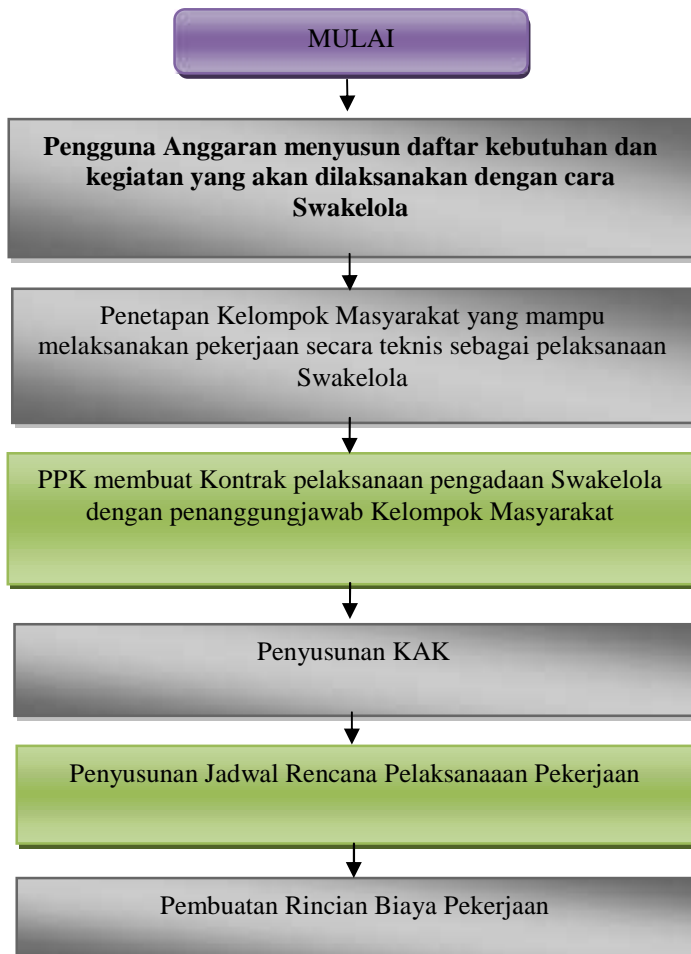 MULAI
Pengguna Anggaran menyusun daftar kebutuhan dan
kegiatan yang akan dilaksanakan dengan cara
Swakelola
Penetapan Kelompok Masyarakat yang mampu
melaksanakan pekerjaan secara teknis sebagai pelaksanaan
Swakelola
PPK membuat Kontrak pelaksanaan pengadaan Swakelola
dengan penanggungjawab Kelompok Masyarakat
Penyusunan KAK
Penyusunan Jadwal Rencana Pelaksanaaan Pekerjaan
Pembuatan Rincian Biaya Pekerjaan